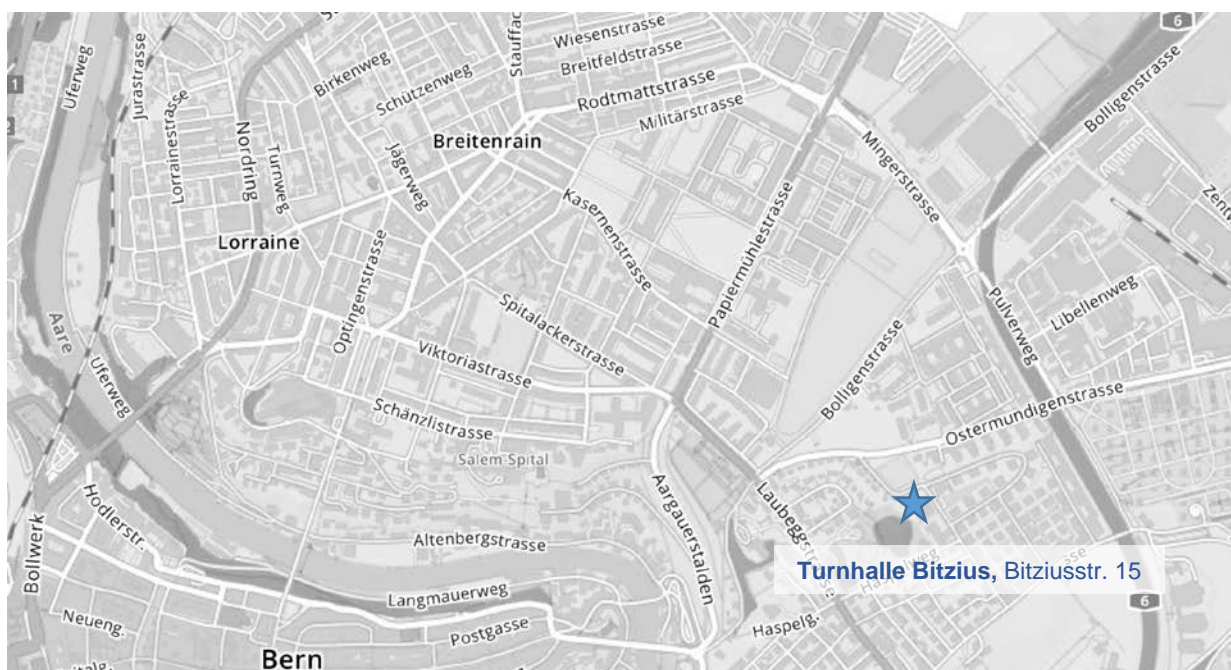 6
1
2
Uferweg
Jurastrasse
Lorrainestrasse
Nordring
Turnweg
Birkenweg
Schützenweg
Jägerweg
Wiesenstrasse
Breitfeldstrasse
Rodtmattstrasse
Militärstrasse
Breitenrain
Lorraine
Kasernenstrasse
Papiermühlestrasse
Mingerstrasse
Bolligenstrasse
Optingenstrasse
Spitalackerstrasse
Viktoriastrasse
Schänzlistrasse
Salem-Spital
Aare
Uferweg
Pulverweg
Libellenweg
Bolligenstrasse
Ostermundigenstrasse
Hodlerstr.
Bollwerk
Altenbergstrasse
Langmauerweg
Aargauerstalden
Laubeggstrasse
Haspelweg
Turnhalle Bitzius, Bitziusstr. 15
6
Haspelg.
Postgasse
Neueng.
Bern